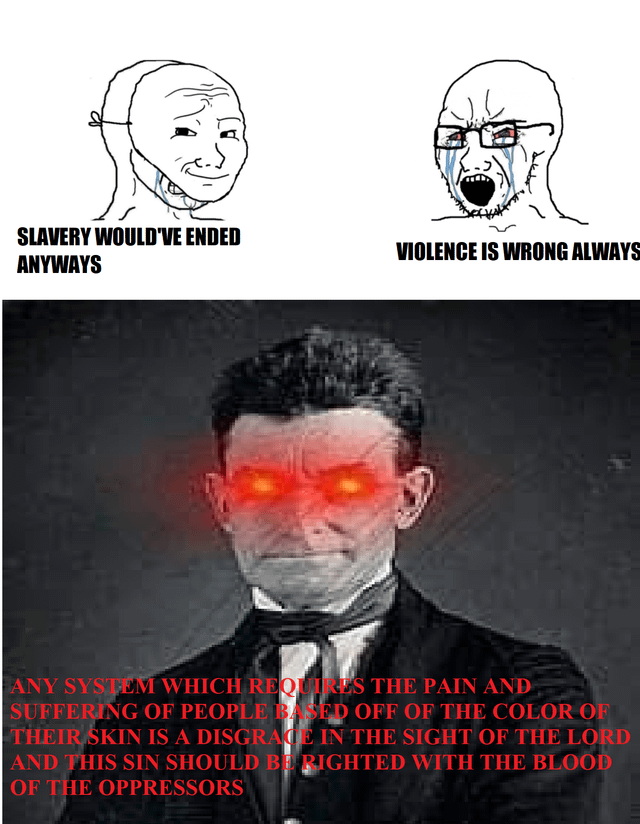 SLAVERY WOULD'VE ENDED
ANYWAYS
VIOLENCE IS WRONG ALWAYS
ANY SYSTEM WHICH REQUIRES THE PAIN AND
SUFFERING OF PEOPLE BASED OFF OF THE COLOR OF
THEIR SKIN IS A DISGRACE IN THE SIGHT OF THE LORD
AND THIS SIN SHOULD BE RIGHTED WITH THE BLOOD
OF THE OPPRESSORS